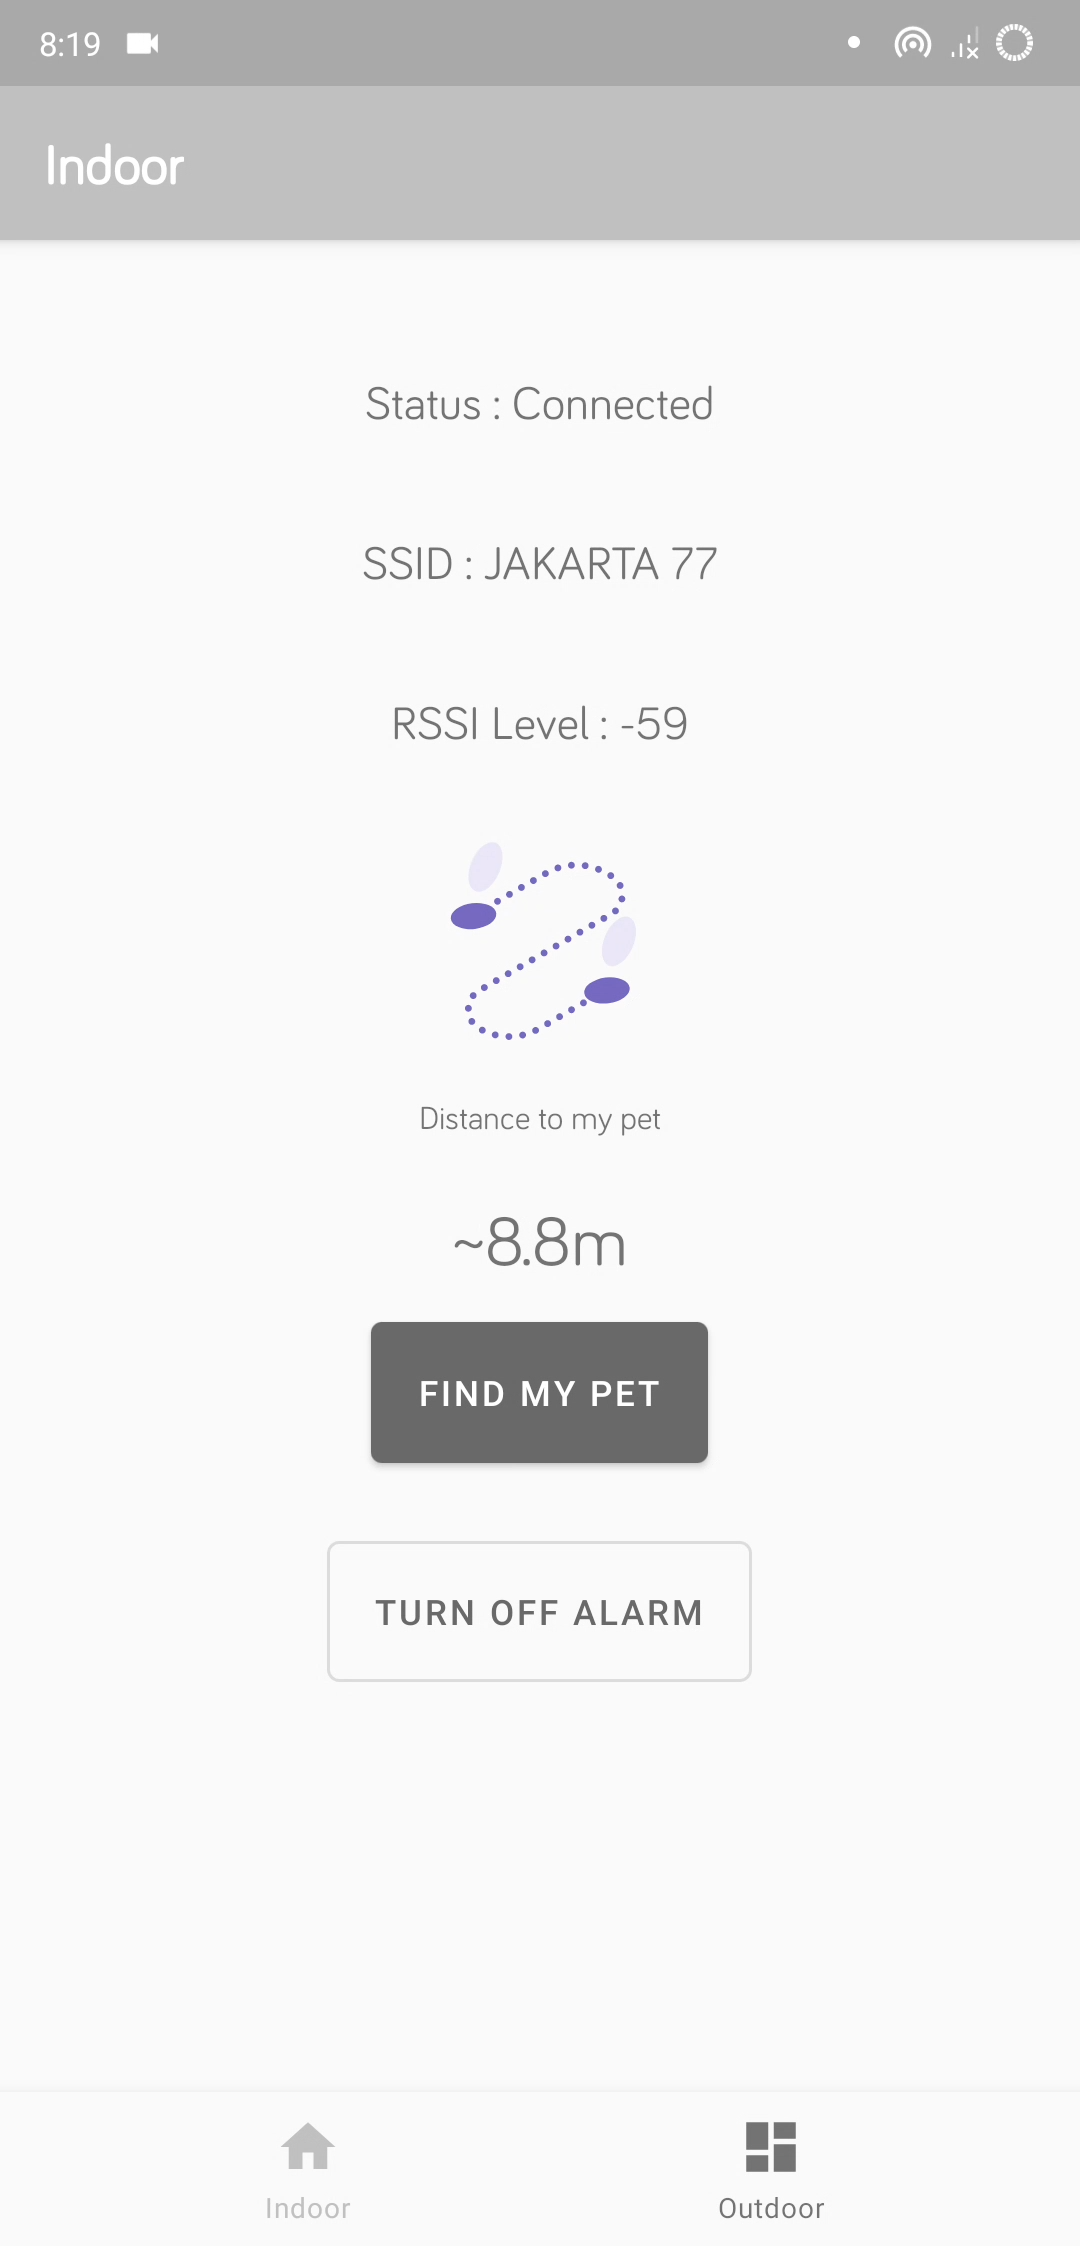 8:19
Indoor
Status : Connected
SSID : JAKARTA 77
RSSI Level : -59
Distance to my pet
~8.8m
FIND MY PET
TURN OFF ALARM
Indoor
Outdoor